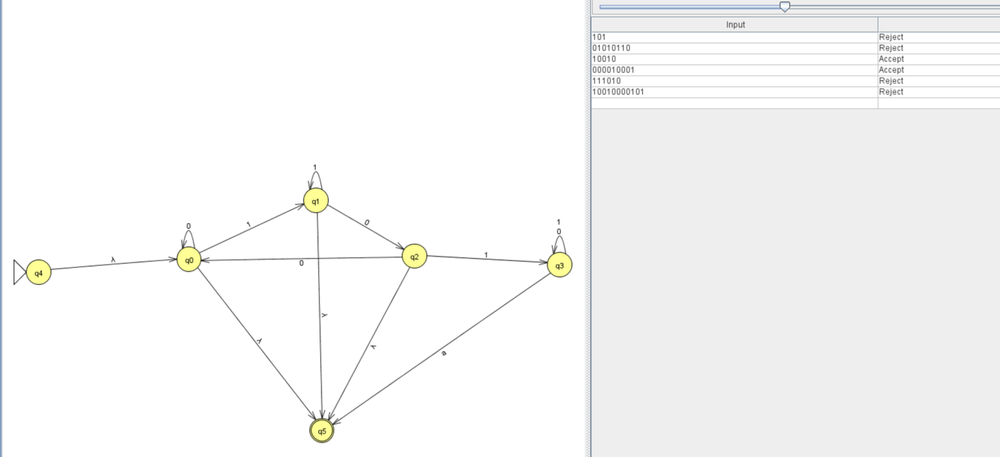 Input
101 Reject
01010110 Reject
10010 Accept
000010001 Accept
111010 Reject
10010000101 Reject
1
q1
1
0
0
1
0
λ
q0
q2
1
q3
0
q4
λ
λ
λ
a
q5